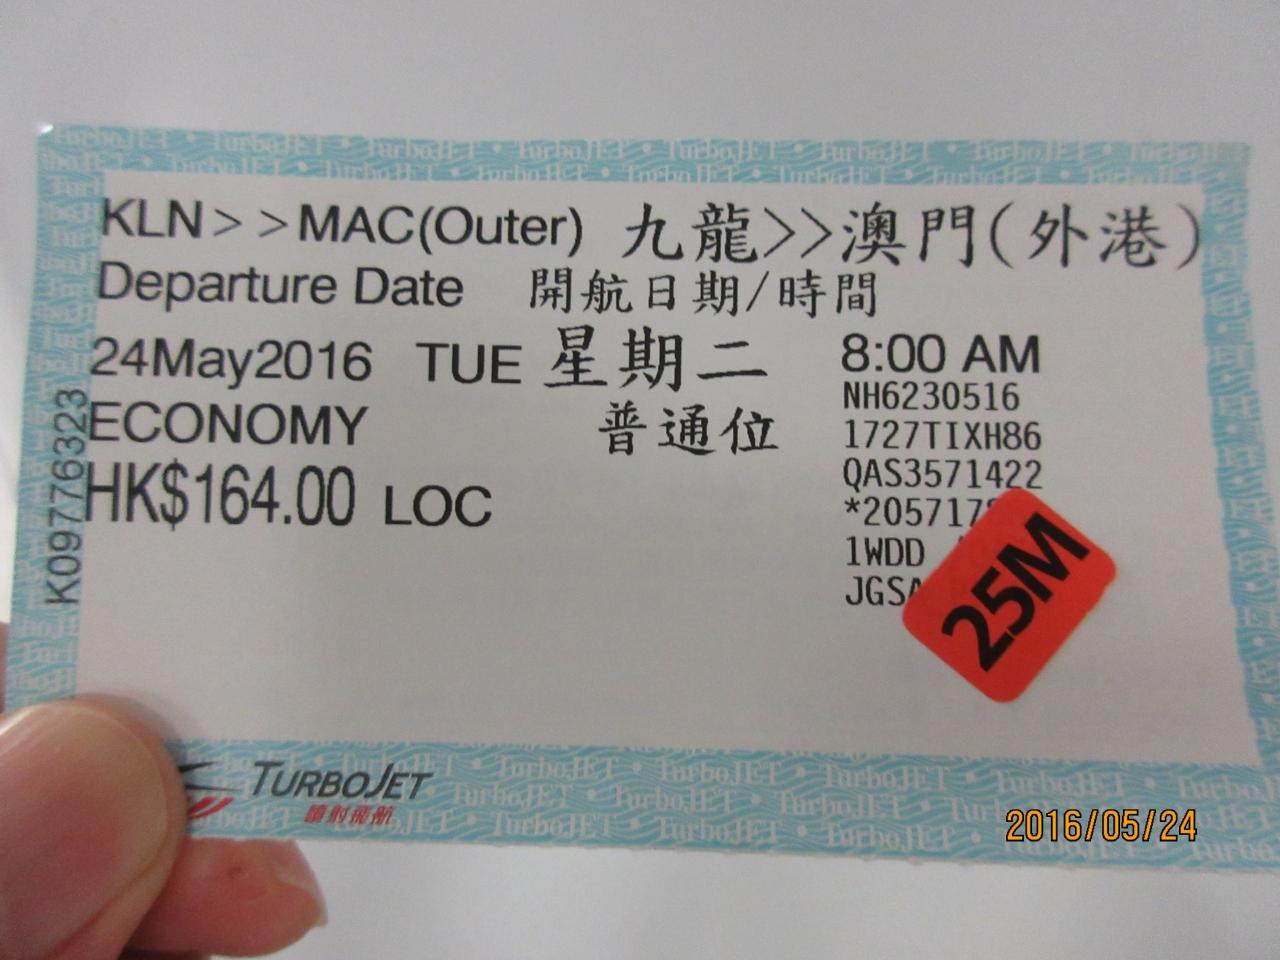 KLN>>MAC(Outer) 九龍>>澳門(外港)
Departure Date 開航日期/時間
24May2016 TUE 星期二 8:00 AM
ECONOMY 普通位
HK$164.00 LOC
NH6230516
1727TIXH86
QAS3571422
1WDD
25M
K09776323
TURBOJET
噴射飛航
2016/05/24